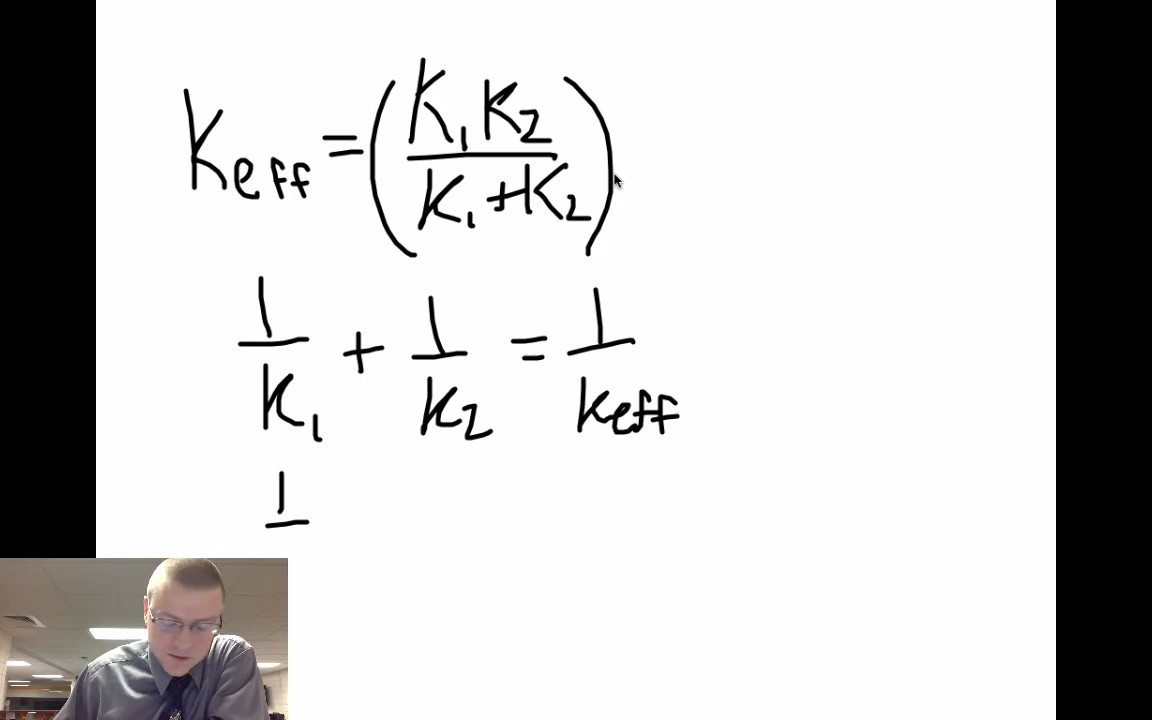 Keff = (K₁K₂ / K₁+K₂)
1/K₁ + 1/K₂ = 1/Keff
1